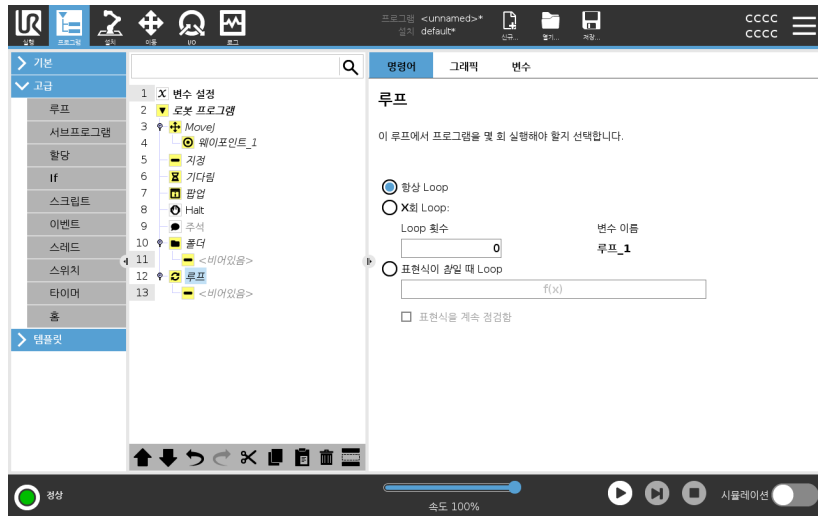 UR
실행
프로그램
설치
이동
I/O
로그
프로그램 <unnamed>*
설치 default*
신규...
열기...
저장...
cccc
cccc
기본
고급
루프
서브프로그램
할당
If
스크립트
이벤트
스레드
스위치
타이머
홈
템플릿
1 X 변수 설정
2 로봇 프로그램
3 MoveJ
4 웨이포인트_1
5 지정
6 기다림
7 팝업
8 Halt
9 주석
10 폴더
11 <비어있음>
12 루프
13 <비어있음>
명령어 그래픽 변수
루프
이 루프에서 프로그램을 몇 회 실행해야 할지 선택합니다.
항상 Loop
X회 Loop:
Loop 횟수 변수 이름
0 루프_1
표현식이 참일 때 Loop
f(x)
표현식을 계속 점검함
정상
속도 100%
시뮬레이션